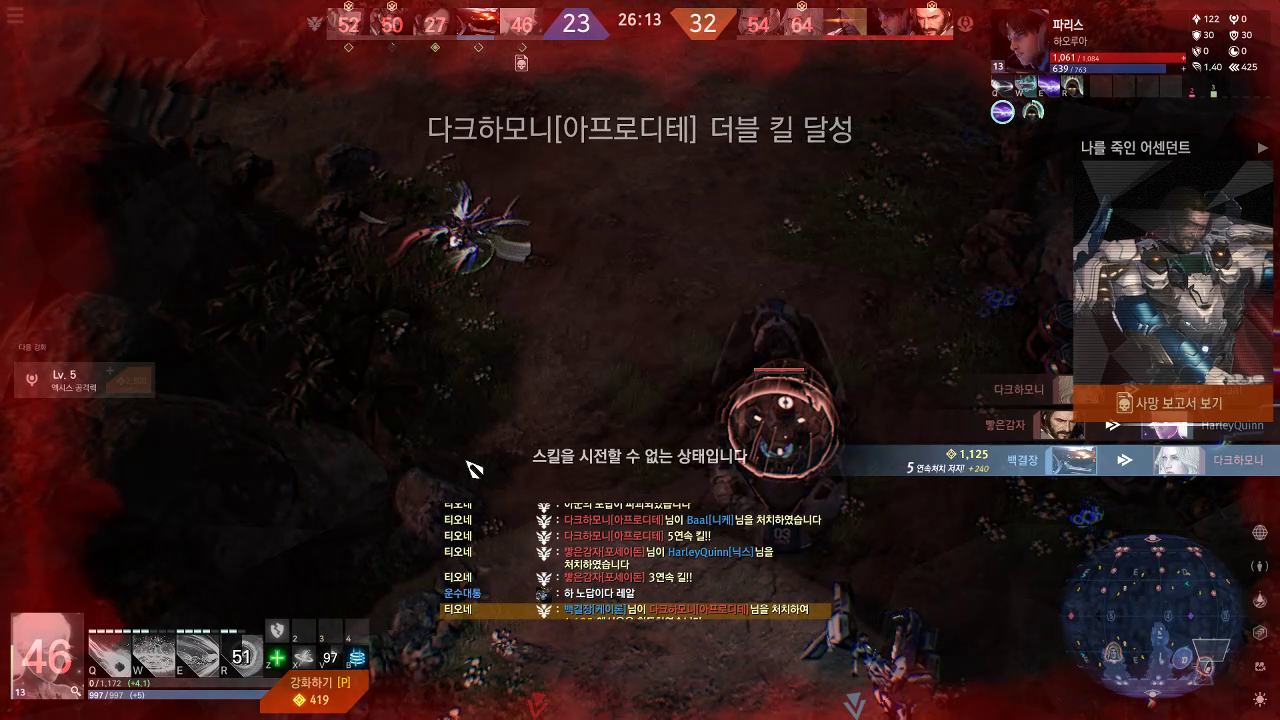 52
50
27
46
23
26:13
32
54
64
파리스
하오루아
122
0
30
30
0
0
1.40
425
1,061 / 1,084
639 / 763
13
Q W E R
2
3
다크하모니[아프로디테] 더블 킬 달성
나를 죽인 어센던트
다음 강화
Lv. 5
엑시스 공격력
다크하모니
사망 보고서 보기
빻은감자
HarleyQuinn
스킬을 시전할 수 없는 상태입니다
1,125
5 연속처치 저지! +240
백결장
다크하모니
티오네
티오네 : 다크하모니[아프로디테]님이 Baal[니케]님을 처치하였습니다
티오네 : 다크하모니[아프로디테] 5연속 킬!!
티오네 : 빻은감자[포세이돈]님이 HarleyQuinn[닉스]님을
처치하였습니다
티오네 : 빻은감자[포세이돈] 3연속 킬!!
운수대통 : 하 노답이다 레알
티오네 : 백결장[케이론]님이 다크하모니[아프로디테]님을 처치하여
03
46
13
Q
W
E
R
51
2
3
4
Z
X
V
97
B
0/1,172 (+4.1)
997/997 (+5)
강화하기 [P]
419